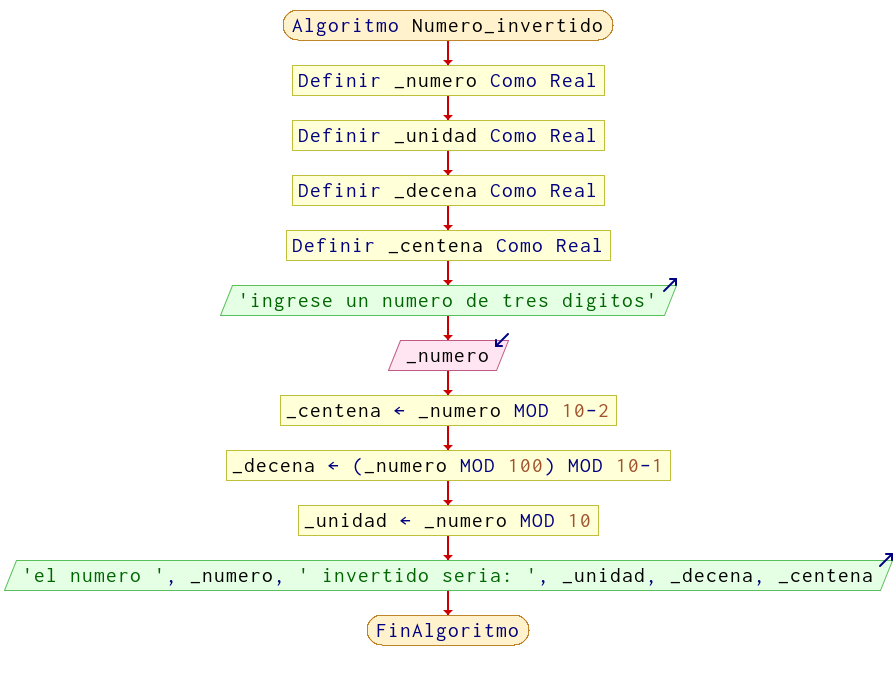 Algoritmo Numero_invertido
Definir _numero Como Real
Definir _unidad Como Real
Definir _decena Como Real
Definir _centena Como Real
'ingrese un numero de tres digitos'
_numero
_centena ← _numero MOD 10-2
_decena ← (_numero MOD 100) MOD 10-1
_unidad ← _numero MOD 10
'el numero ', _numero, ' invertido seria: ', _unidad, _decena, _centena
FinAlgoritmo